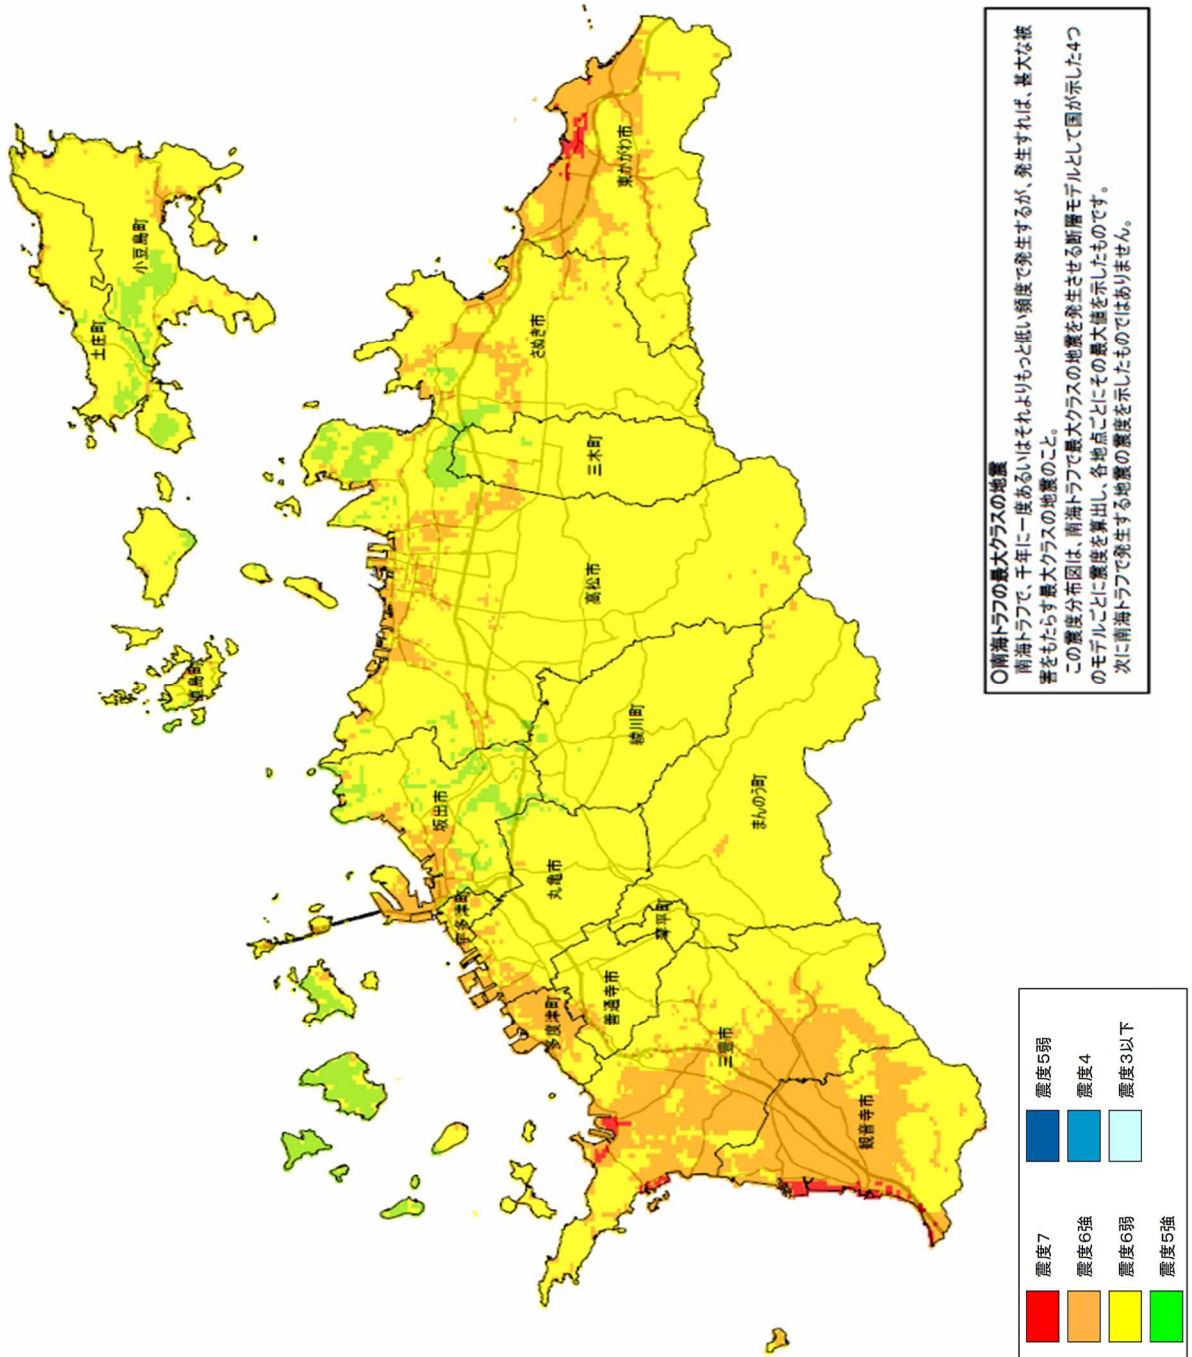 小豆島町
土庄町
直島町
東かがわ市
さぬき市
三木町
高松市
綾川町
坂出市
まんのう町
丸亀市
宇多津町
琴平町
善通寺市
多度津町
三豊市
観音寺市
〇南海トラフの最大クラスの地震
南海トラフで、千年に一度あるいはそれよりもっと低い頻度で発生するが、発生すれば、甚大な被
害をもたらす最大クラスの地震のこと。
この震度分布図は、南海トラフで最大クラスの地震を発生させる断層モデルとして国が示した4つ
のモデルごとに震度を算出し、各地点ごとにその最大値を示したものです。
次に南海トラフで発生する地震の震度を示したものではありません。
震度7
震度6強
震度6弱
震度5強
震度5弱
震度4
震度3以下